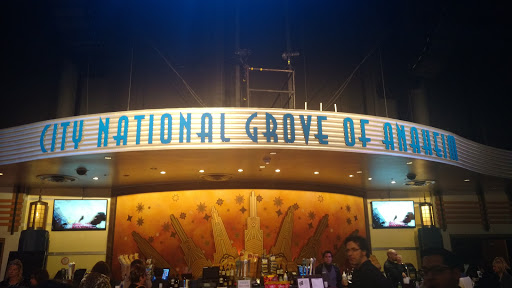 CITY NATIONAL GROVE OF ANAHEIM